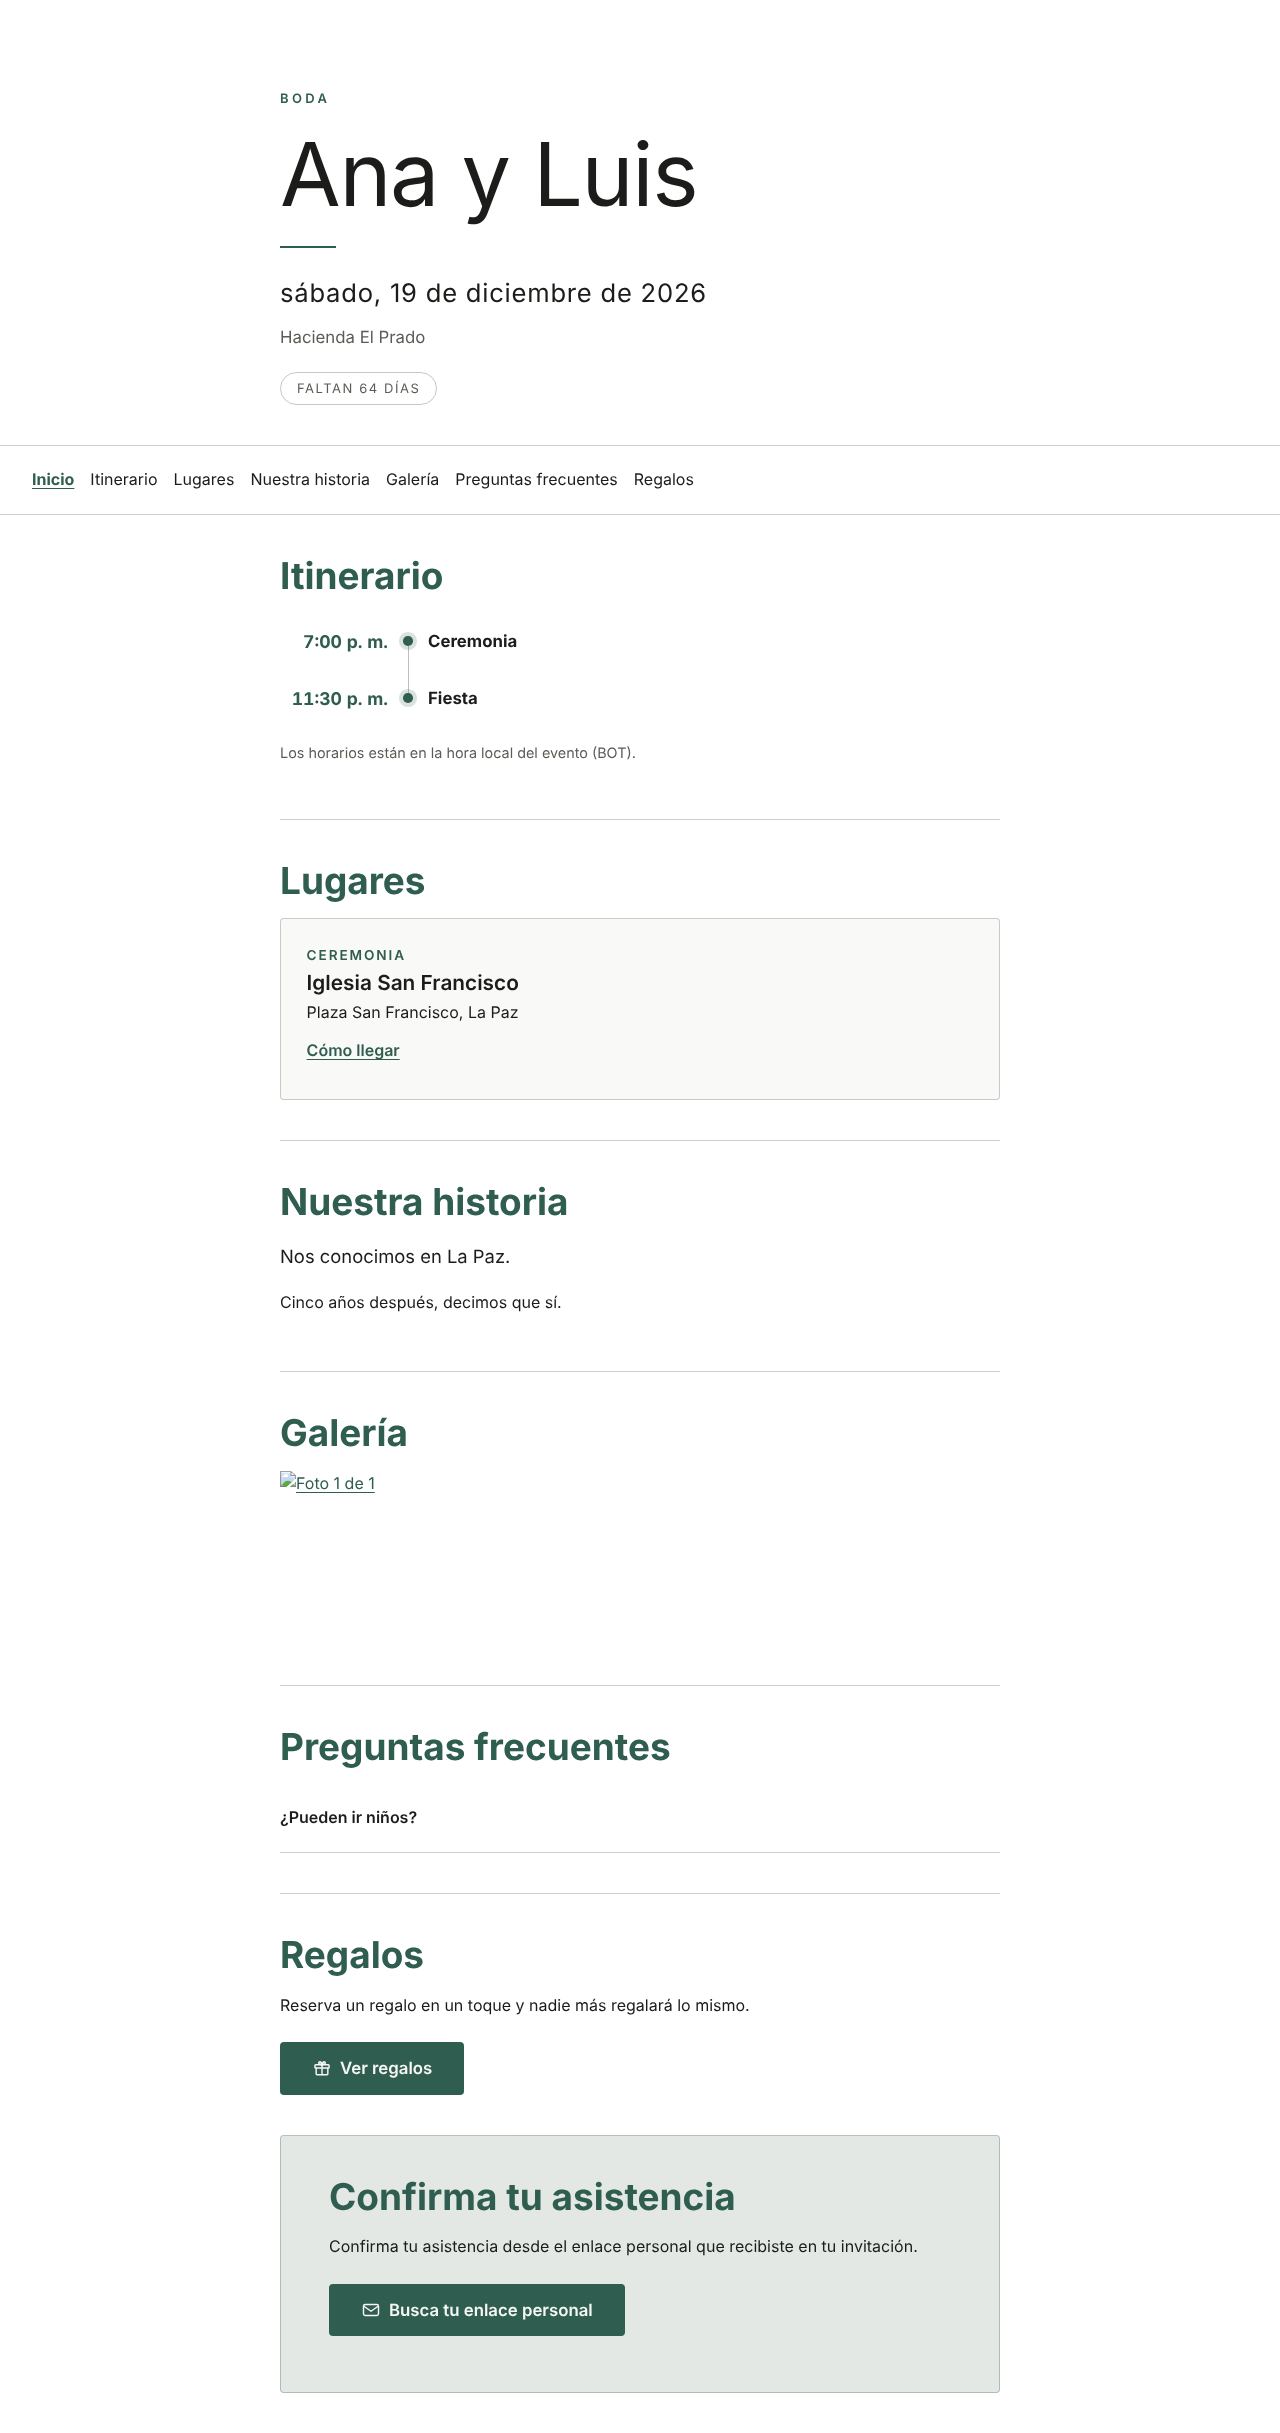 BODA
Ana y Luis
sábado, 19 de diciembre de 2026
Hacienda El Prado
FALTAN 64 DÍAS
Inicio Itinerario Lugares Nuestra historia Galería Preguntas frecuentes Regalos
Itinerario
7:00 p. m. Ceremonia
11:30 p. m. Fiesta
Los horarios están en la hora local del evento (BOT).
Lugares
CEREMONIA
Iglesia San Francisco
Plaza San Francisco, La Paz
Cómo llegar
Nuestra historia
Nos conocimos en La Paz.
Cinco años después, decimos que sí.
Galería
Foto 1 de 1
Preguntas frecuentes
¿Pueden ir niños?
Regalos
Reserva un regalo en un toque y nadie más regalará lo mismo.
Ver regalos
Confirma tu asistencia
Confirma tu asistencia desde el enlace personal que recibiste en tu invitación.
Busca tu enlace personal